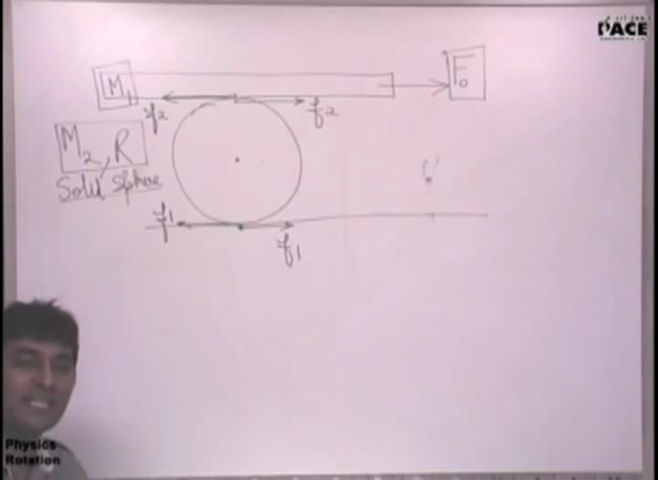 PACE
M₁
F₀
f₂
f₂
M₂, R
Solid Sphere
f₁
f₁
Physics
Rotation